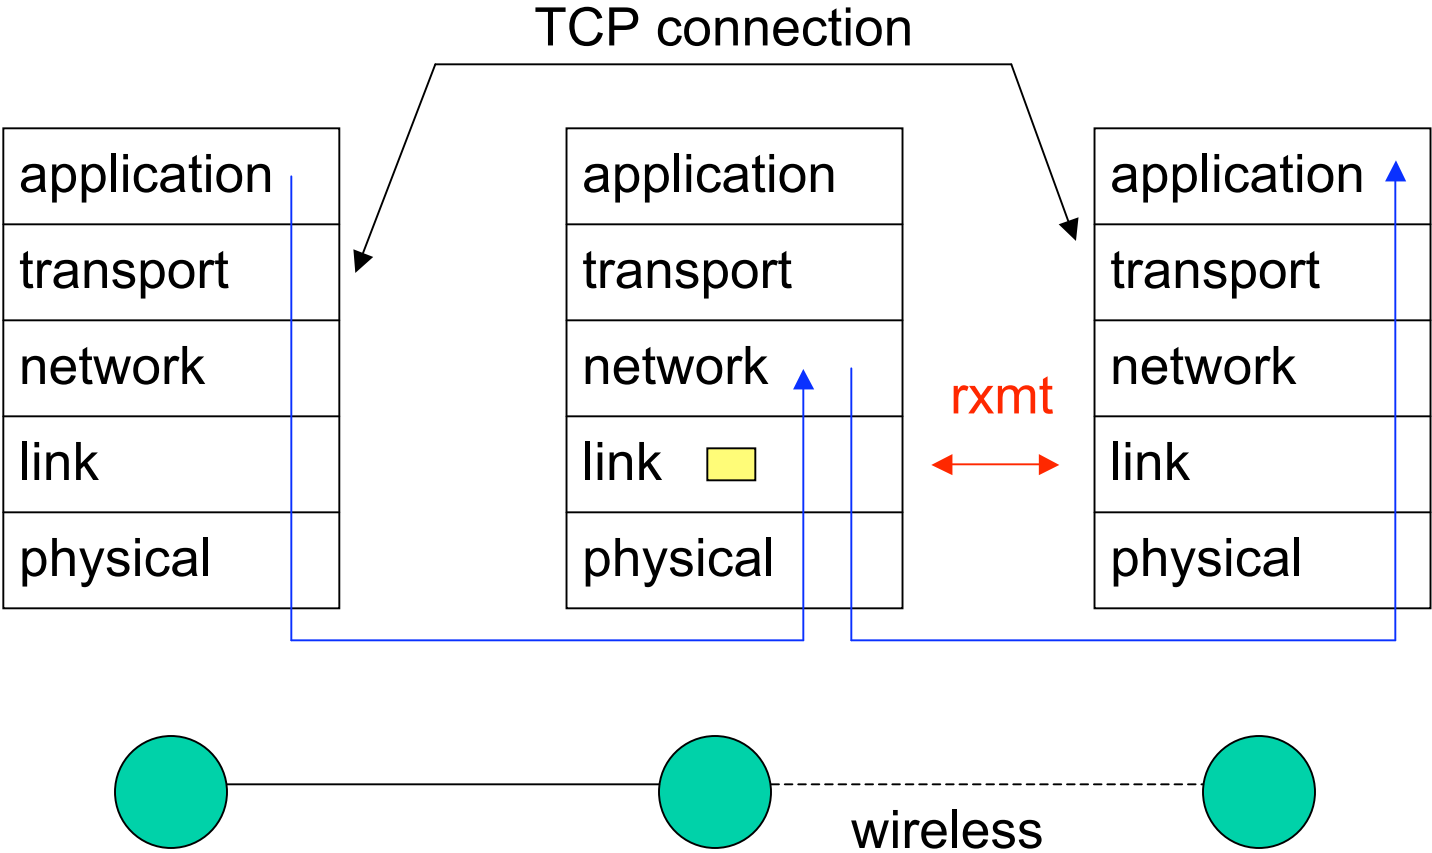 TCP connection
application
transport
network
link
physical
application
transport
network
link
physical
rxmt
application
transport
network
link
physical
wireless